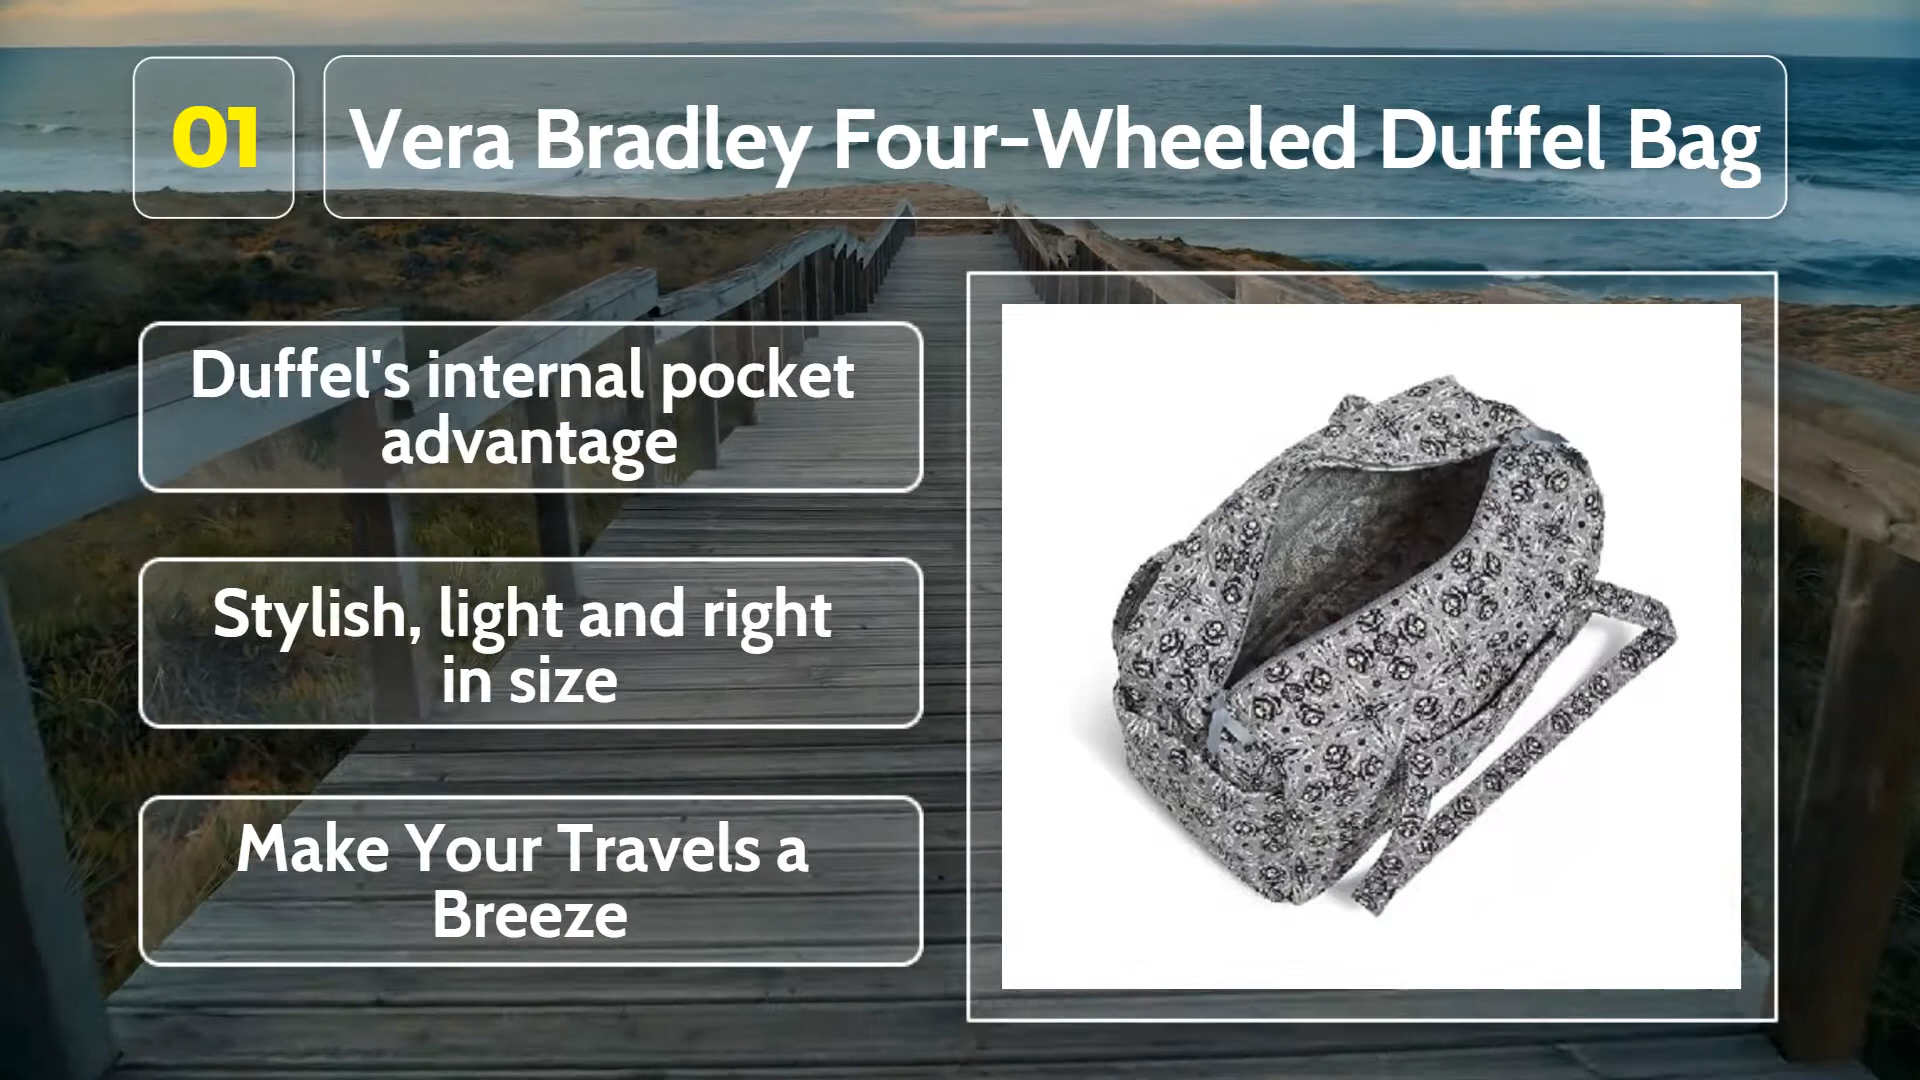 01
Vera Bradley Four-Wheeled Duffel Bag
Duffel's internal pocket
advantage
Stylish, light and right
in size
Make Your Travels a
Breeze